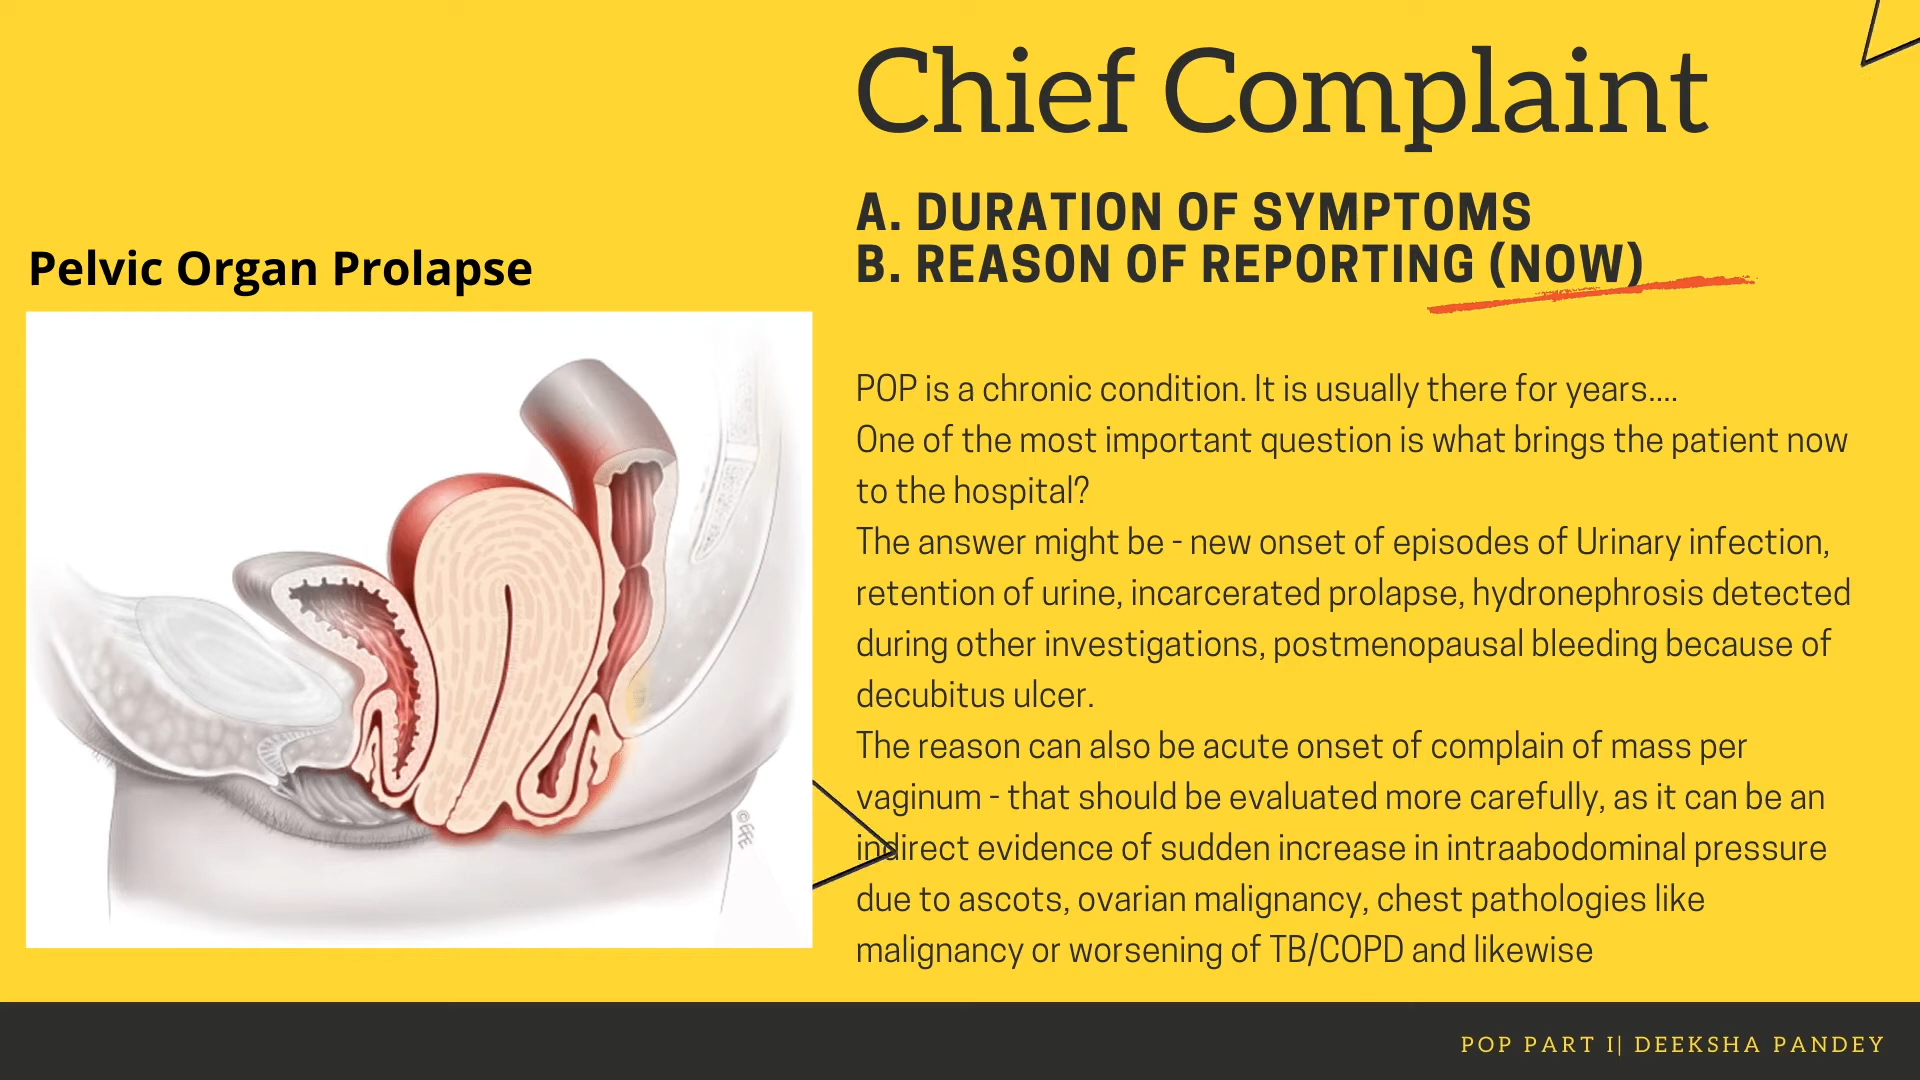 Chief Complaint
A. DURATION OF SYMPTOMS
B. REASON OF REPORTING (NOW)
Pelvic Organ Prolapse
POP is a chronic condition. It is usually there for years....
One of the most important question is what brings the patient now
to the hospital?
The answer might be - new onset of episodes of Urinary infection,
retention of urine, incarcerated prolapse, hydronephrosis detected
during other investigations, postmenopausal bleeding because of
decubitus ulcer.
The reason can also be acute onset of complain of mass per
vaginum - that should be evaluated more carefully, as it can be an
indirect evidence of sudden increase in intraabodominal pressure
due to ascots, ovarian malignancy, chest pathologies like
malignancy or worsening of TB/COPD and likewise
©EFE
POP PART I| DEEKSHA PANDEY